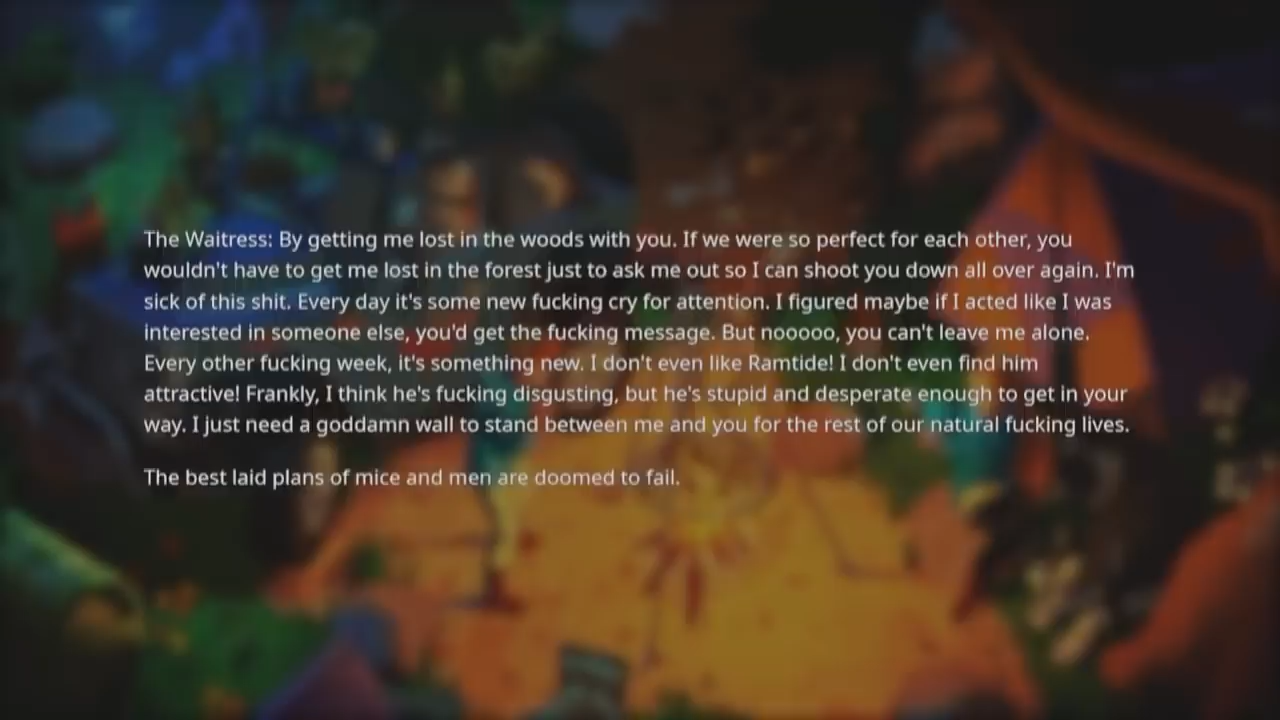 The Waitress: By getting me lost in the woods with you. If we were so perfect for each other, you
wouldn't have to get me lost in the forest just to ask me out so I can shoot you down all over again. I'm
sick of this shit. Every day it's some new fucking cry for attention. I figured maybe if I acted like I was
interested in someone else, you'd get the fucking message. But nooooo, you can't leave me alone.
Every other fucking week, it's something new. I don't even like Ramtide! I don't even find him
attractive! Frankly, I think he's fucking disgusting, but he's stupid and desperate enough to get in your
way. I just need a goddamn wall to stand between me and you for the rest of our natural fucking lives.
The best laid plans of mice and men are doomed to fail.